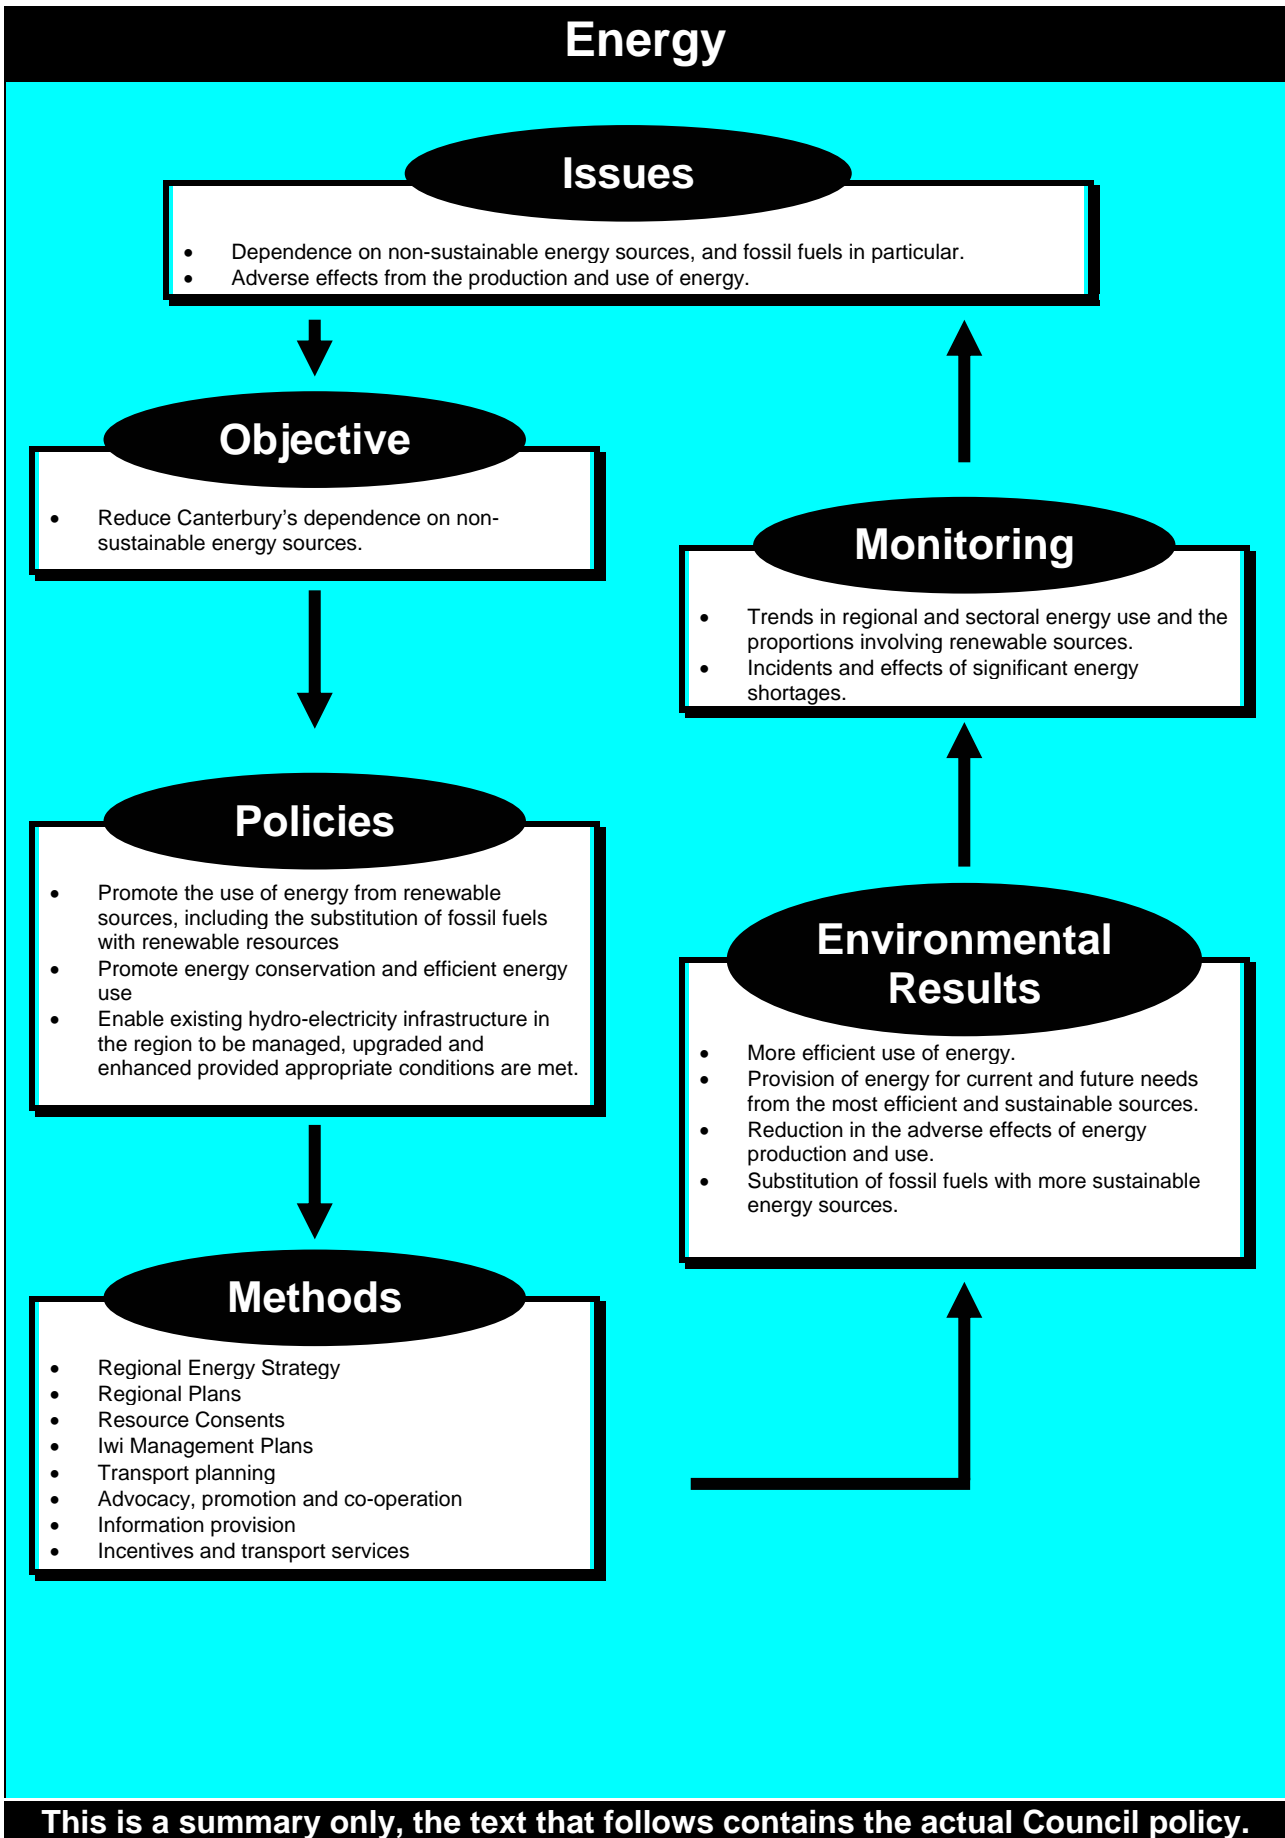 Energy
Issues
• Dependence on non-sustainable energy sources, and fossil fuels in particular.
• Adverse effects from the production and use of energy.
Objective
• Reduce Canterbury's dependence on non-
sustainable energy sources.
Policies
• Promote the use of energy from renewable
sources, including the substitution of fossil fuels
with renewable resources
• Promote energy conservation and efficient energy
use
• Enable existing hydro-electricity infrastructure in
the region to be managed, upgraded and
enhanced provided appropriate conditions are met.
Methods
• Regional Energy Strategy
• Regional Plans
• Resource Consents
• Iwi Management Plans
• Transport planning
• Advocacy, promotion and co-operation
• Information provision
• Incentives and transport services
Environmental
Results
• More efficient use of energy.
• Provision of energy for current and future needs
from the most efficient and sustainable sources.
• Reduction in the adverse effects of energy
production and use.
• Substitution of fossil fuels with more sustainable
energy sources.
Monitoring
• Trends in regional and sectoral energy use and the
proportions involving renewable sources.
• Incidents and effects of significant energy
shortages.
This is a summary only, the text that follows contains the actual Council policy.